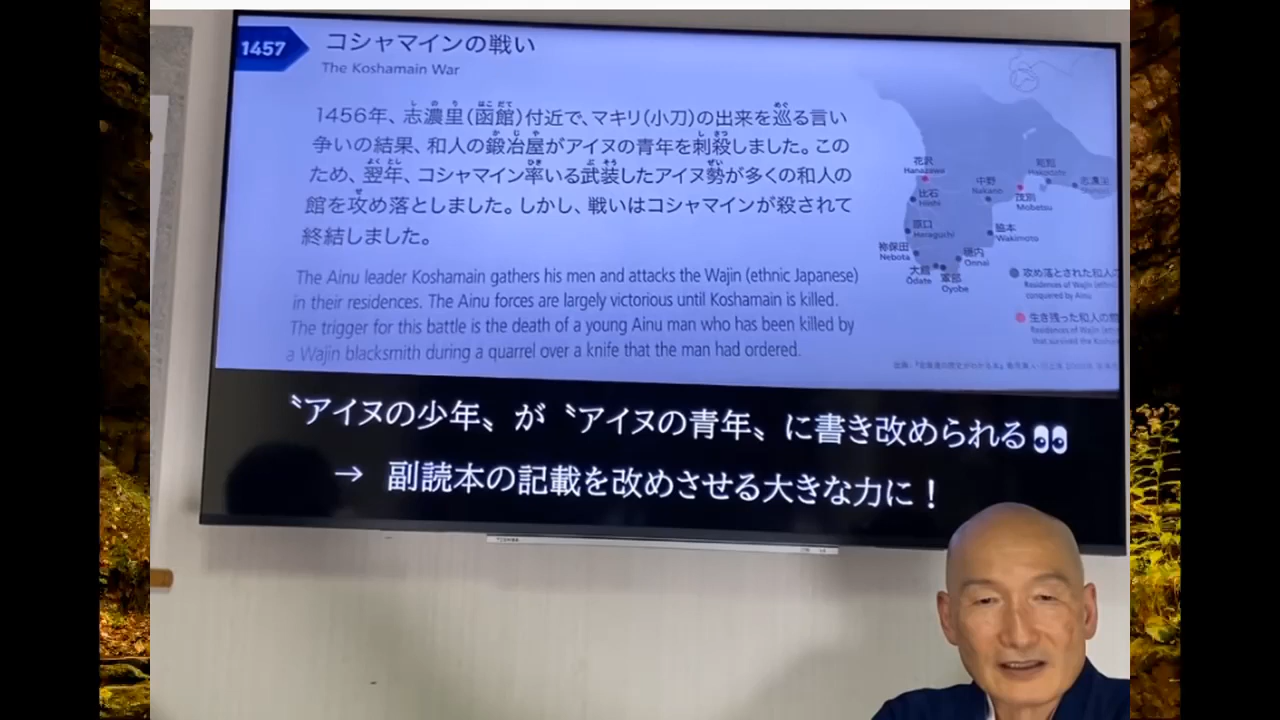 1457
コシャマインの戦い
The Koshamain War
1456年、志濃里(函館)付近で、マキリ(小刀)の出来を巡る言い
争いの結果、和人の鍛冶屋がアイヌの青年を刺殺しました。この
ため、翌年、コシャマイン率いる武装したアイヌ勢が多くの和人の
館を攻め落としました。しかし、戦いはコシャマインが殺されて
終結しました。
The Ainu leader Koshamain gathers his men and attacks the Wajin (ethnic Japanese)
in their residences. The Ainu forces are largely victorious until Koshamain is killed.
The trigger for this battle is the death of a young Ainu man who has been killed by
a Wajin blacksmith during a quarrel over a knife that the man had ordered.
花沢
Hanazawa
比石
Hiishi
原口
Haraguchi
祢保田
Nebota
大館
Odate
軍部
Oyobe
穏内
Onnai
脇本
Wakimoto
中野
Nakano
茂別
Mobetsu
Hakodate
志濃里
攻め落とされた和人の
Residences of Wajin
conquered by Ainu
生き残った和人の館
Residences of Wajin
that survived the
〝アイヌの少年〟が〝アイヌの青年〟に書き改められる👀
→ 副読本の記載を改めさせる大きな力に！
TOSHIBA